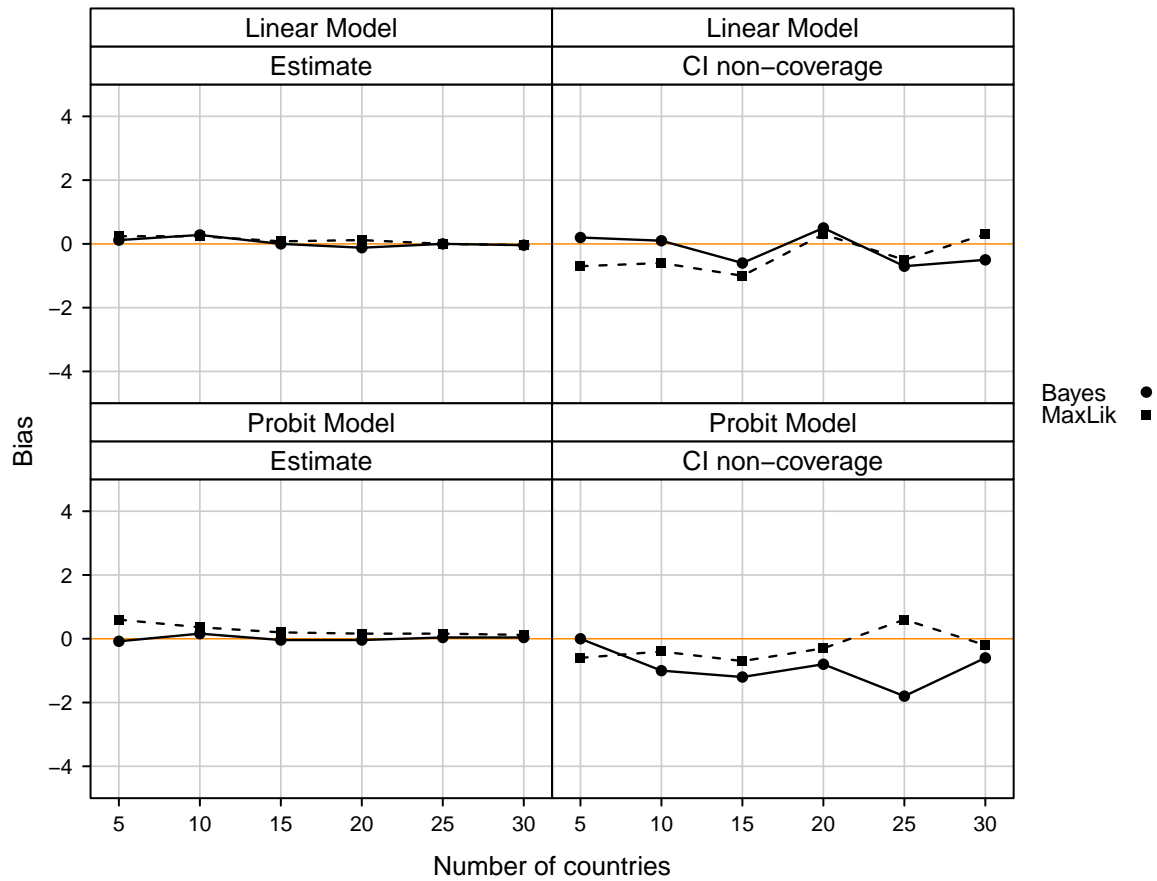 Linear Model
Linear Model
Estimate
CI non−coverage
4
2
0
−2
−4
Probit Model
Probit Model
Estimate
CI non−coverage
4
2
0
−2
−4
5 10 15 20 25 30
5 10 15 20 25 30
Number of countries
Bias
Bayes
MaxLik